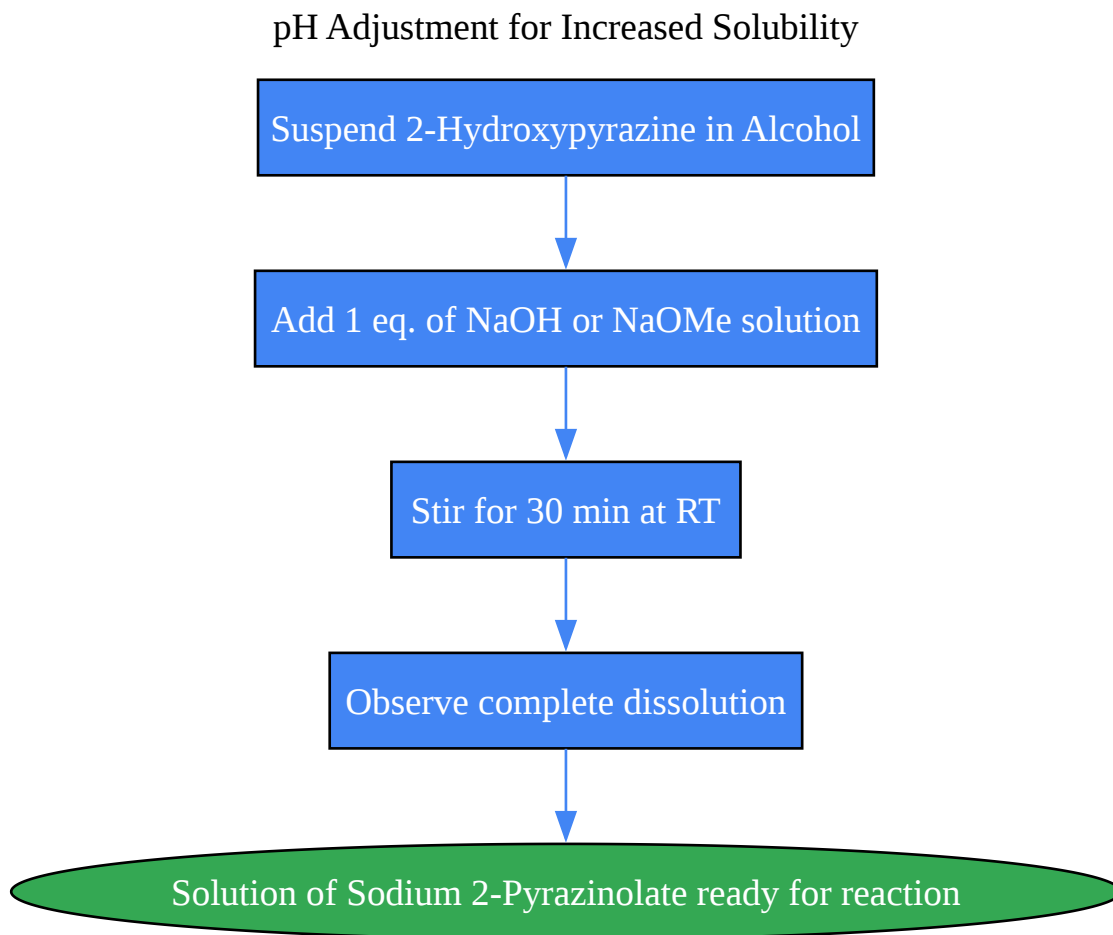 pH Adjustment for Increased Solubility
Suspend 2-Hydroxypyrazine in Alcohol
Add 1 eq. of NaOH or NaOMe solution
Stir for 30 min at RT
Observe complete dissolution
Solution of Sodium 2-Pyrazinolate ready for reaction